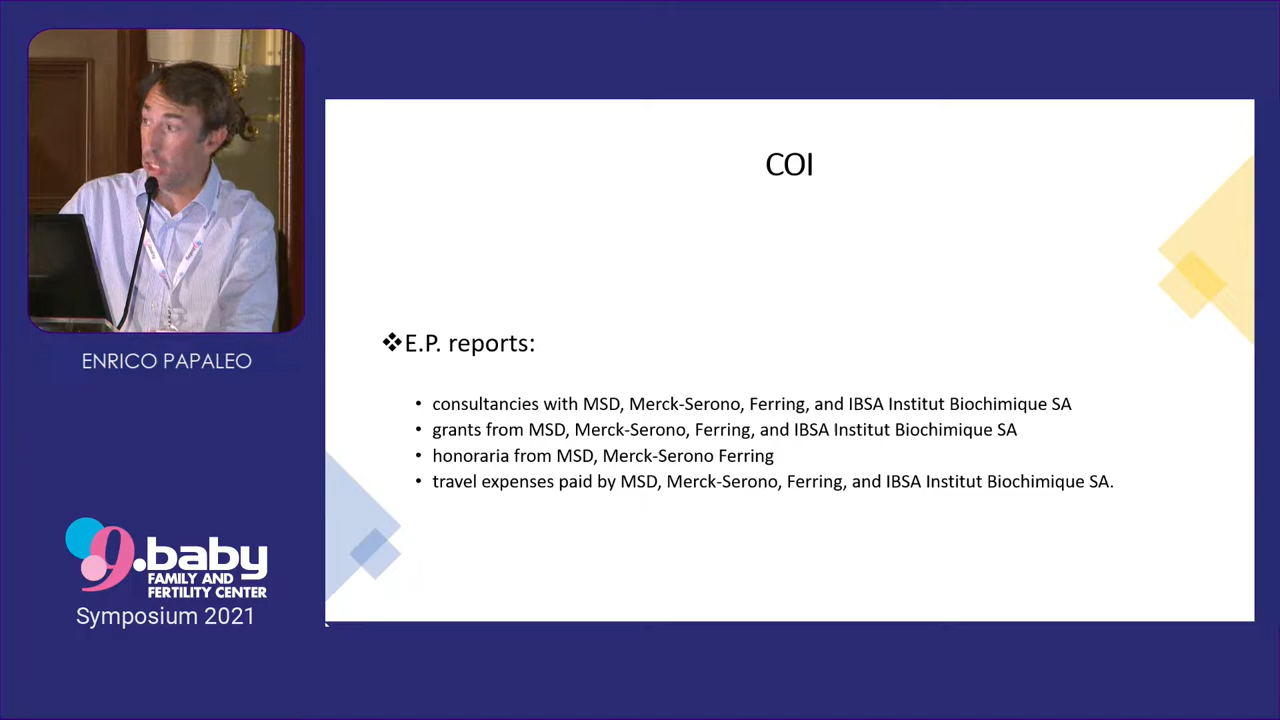 COI
❖E.P. reports:
• consultancies with MSD, Merck-Serono, Ferring, and IBSA Institut Biochimique SA
• grants from MSD, Merck-Serono, Ferring, and IBSA Institut Biochimique SA
• honoraria from MSD, Merck-Serono Ferring
• travel expenses paid by MSD, Merck-Serono, Ferring, and IBSA Institut Biochimique SA.
ENRICO PAPALEO
9.baby
FAMILY AND
FERTILITY CENTER
Symposium 2021